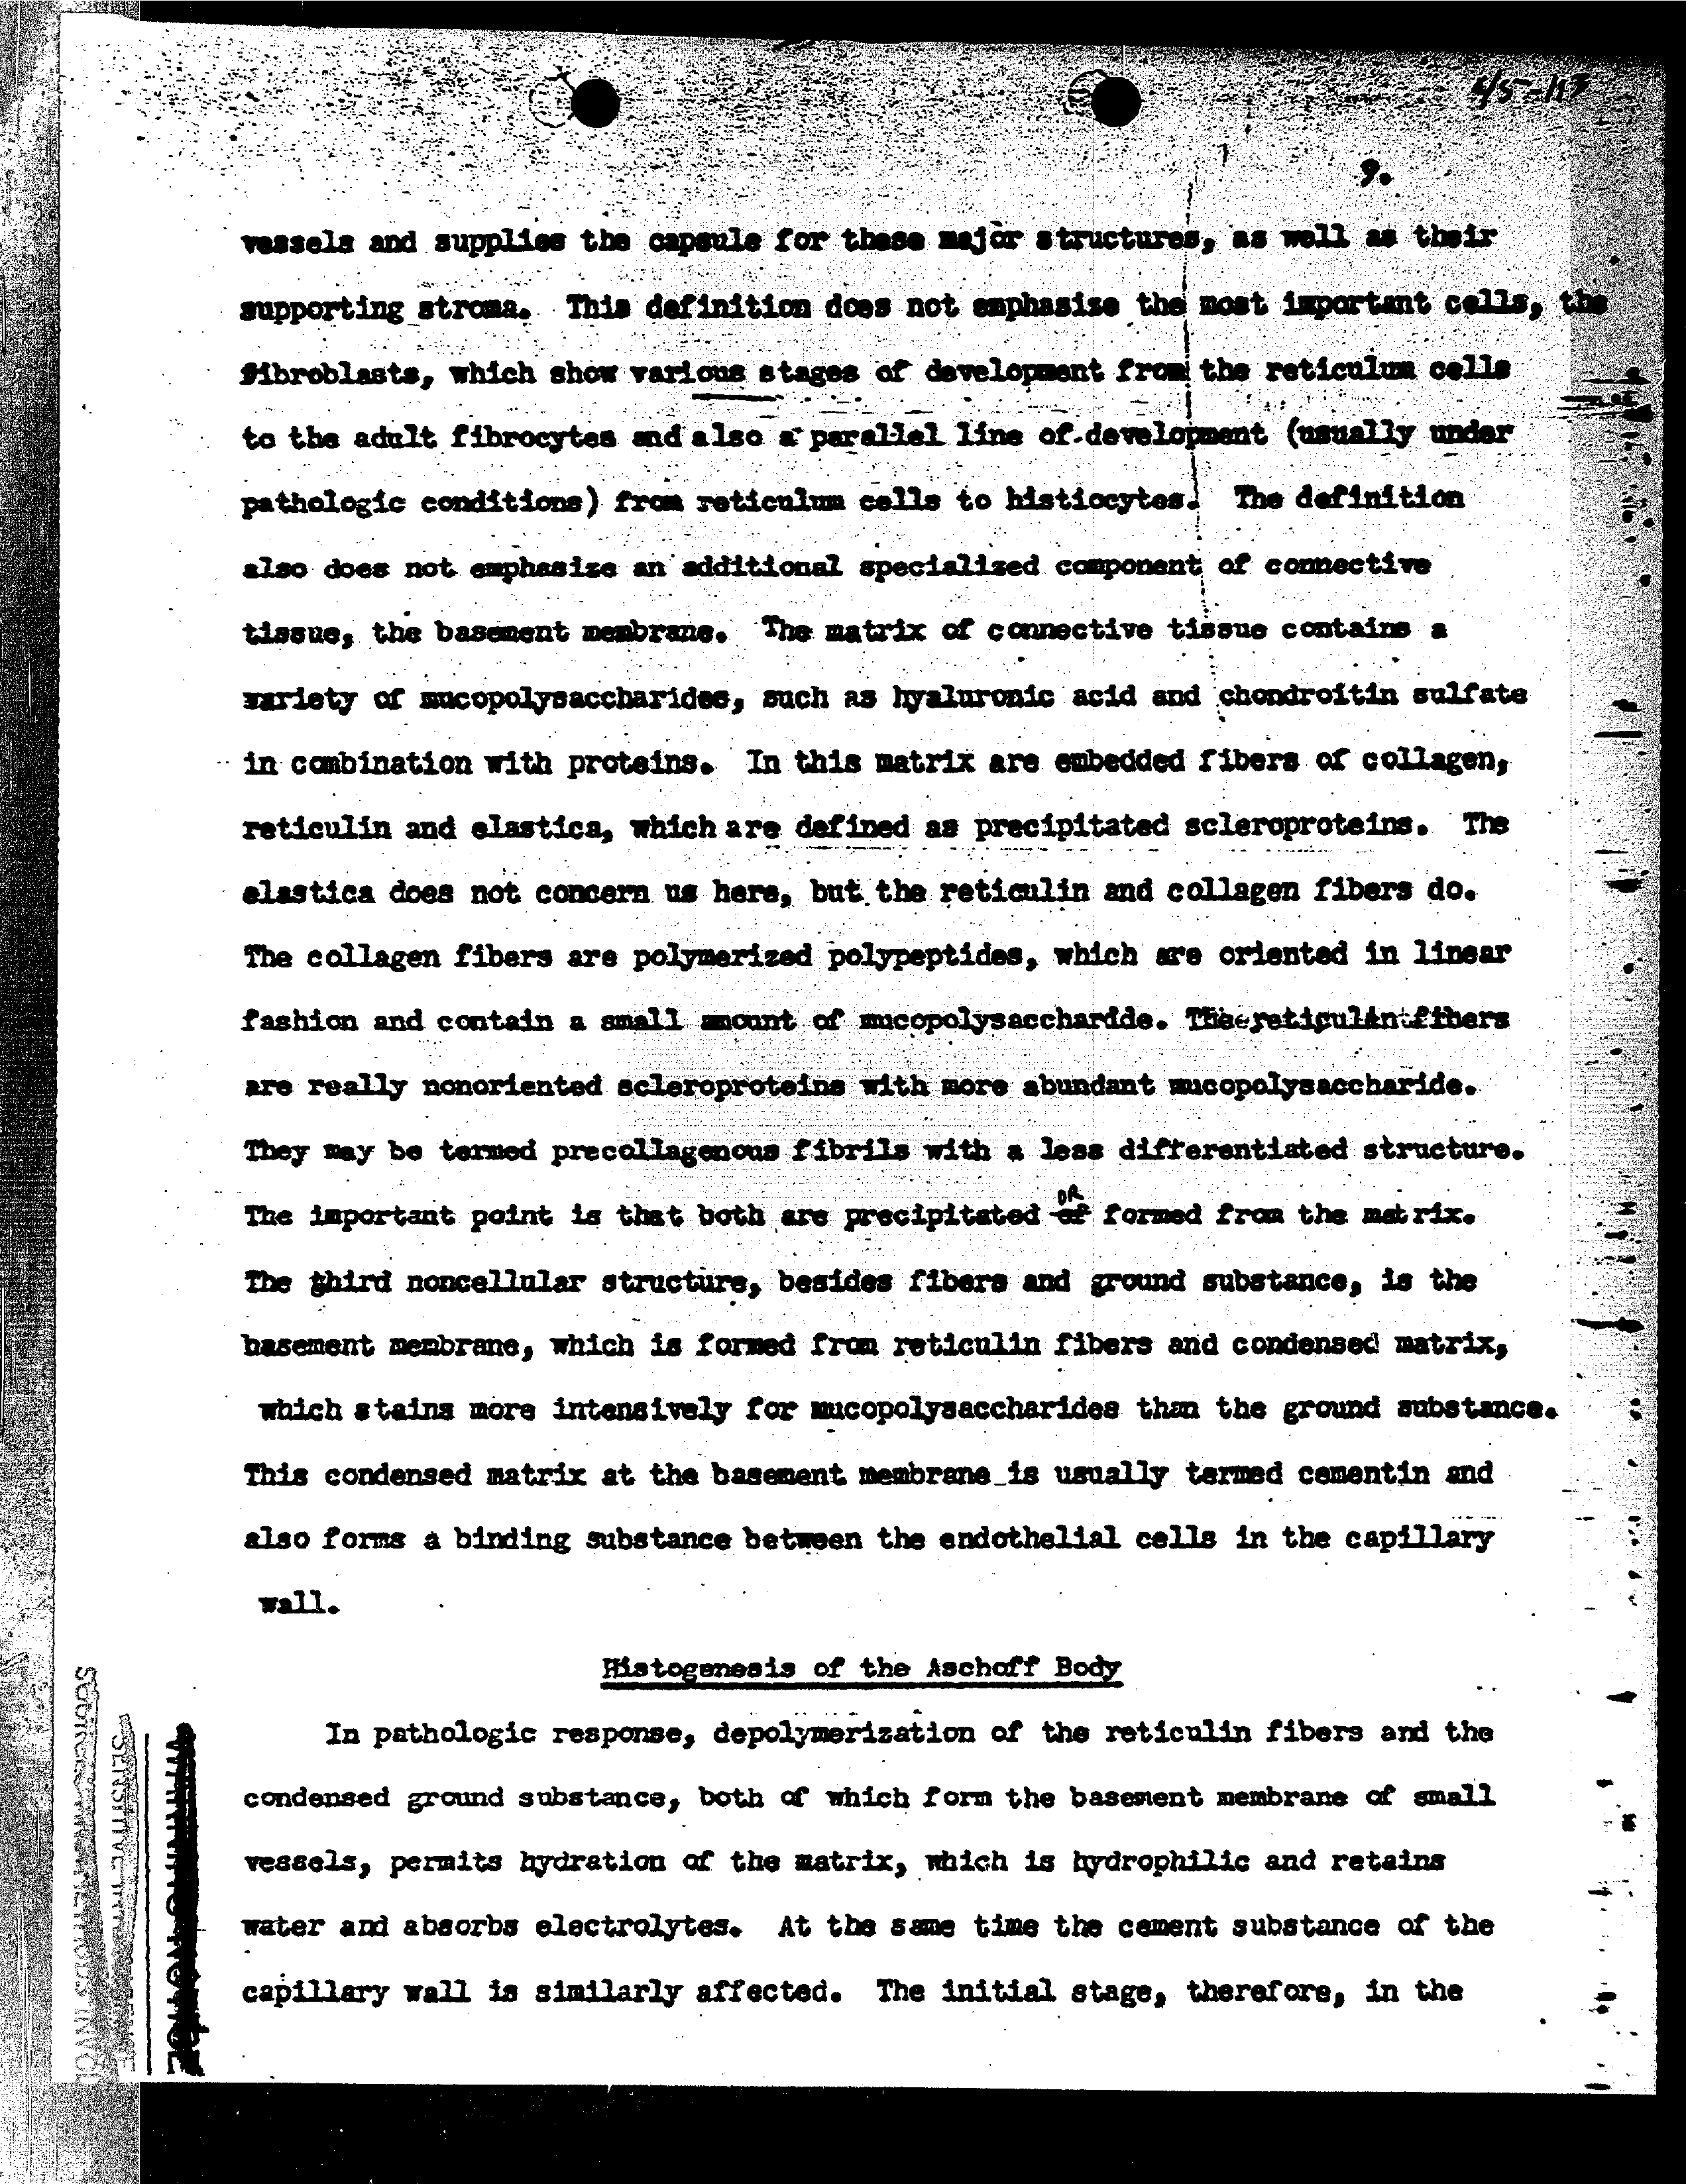 9.
vessels and supplies the capsule for these major structures, as well as their
supporting stroma. This definition does not emphasize the most important cells, the
fibroblasts, which show various stages of development from the reticulum cells
to the adult fibrocytes and also a parallel line of development (usually under
pathologic conditions) from reticulum cells to histiocytes. The definition
also does not emphasize an additional specialized component of connective
tissue, the basement membrane. The matrix of connective tissue contains a
variety of mucopolysaccharides, such as hyaluronic acid and chondroitin sulfate
in combination with proteins. In this matrix are embedded fibers of collagen,
reticulin and elastica, which are defined as precipitated scleroproteins. The
elastica does not concern us here, but the reticulin and collagen fibers do.
The collagen fibers are polymerized polypeptides, which are oriented in linear
fashion and contain a small amount of mucopolysaccharide. The reticulin fibers
are really nonoriented scleroproteins with more abundant mucopolysaccharide.
They may be termed precollagenous fibrils with a less differentiated structure.
The important point is that both are precipitated of OR formed from the matrix.
The third noncellular structure, besides fibers and ground substance, is the
basement membrane, which is formed from reticulin fibers and condensed matrix,
which stains more intensively for mucopolysaccharides than the ground substance.
This condensed matrix at the basement membrane is usually termed cementin and
also forms a binding substance between the endothelial cells in the capillary
wall.
Histogenesis of the Aschoff Body
In pathologic response, depolymerization of the reticulin fibers and the
condensed ground substance, both of which form the basement membrane of small
vessels, permits hydration of the matrix, which is hydrophilic and retains
water and absorbs electrolytes. At the same time the cement substance of the
capillary wall is similarly affected. The initial stage, therefore, in the